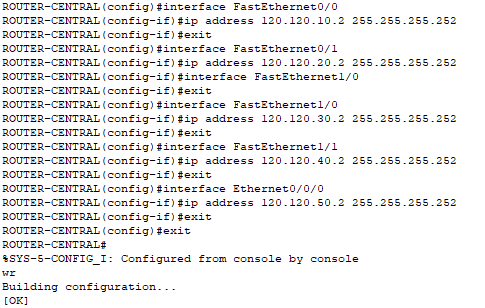 ROUTER-CENTRAL(config)#interface FastEthernet0/0
ROUTER-CENTRAL(config-if)#ip address 120.120.10.2 255.255.255.252
ROUTER-CENTRAL(config-if)#exit
ROUTER-CENTRAL(config)#interface FastEthernet0/1
ROUTER-CENTRAL(config-if)#ip address 120.120.20.2 255.255.255.252
ROUTER-CENTRAL(config-if)#interface FastEthernet1/0
ROUTER-CENTRAL(config-if)#exit
ROUTER-CENTRAL(config)#interface FastEthernet1/0
ROUTER-CENTRAL(config-if)#ip address 120.120.30.2 255.255.255.252
ROUTER-CENTRAL(config-if)#exit
ROUTER-CENTRAL(config)#interface FastEthernet1/1
ROUTER-CENTRAL(config-if)#ip address 120.120.40.2 255.255.255.252
ROUTER-CENTRAL(config-if)#exit
ROUTER-CENTRAL(config)#interface Ethernet0/0/0
ROUTER-CENTRAL(config-if)#ip address 120.120.50.2 255.255.255.252
ROUTER-CENTRAL(config-if)#exit
ROUTER-CENTRAL(config)#exit
ROUTER-CENTRAL#
%SYS-5-CONFIG_I: Configured from console by console
wr
Building configuration...
[OK]